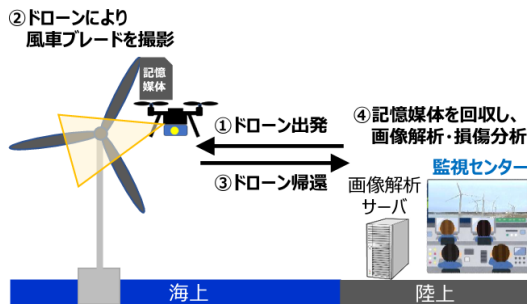 ②ドローンにより
風車ブレードを撮影
記憶
媒体
①ドローン出発
③ドローン帰還
④記憶媒体を回収し、
画像解析・損傷分析
監視センター
画像解析
サーバ
海上
陸上